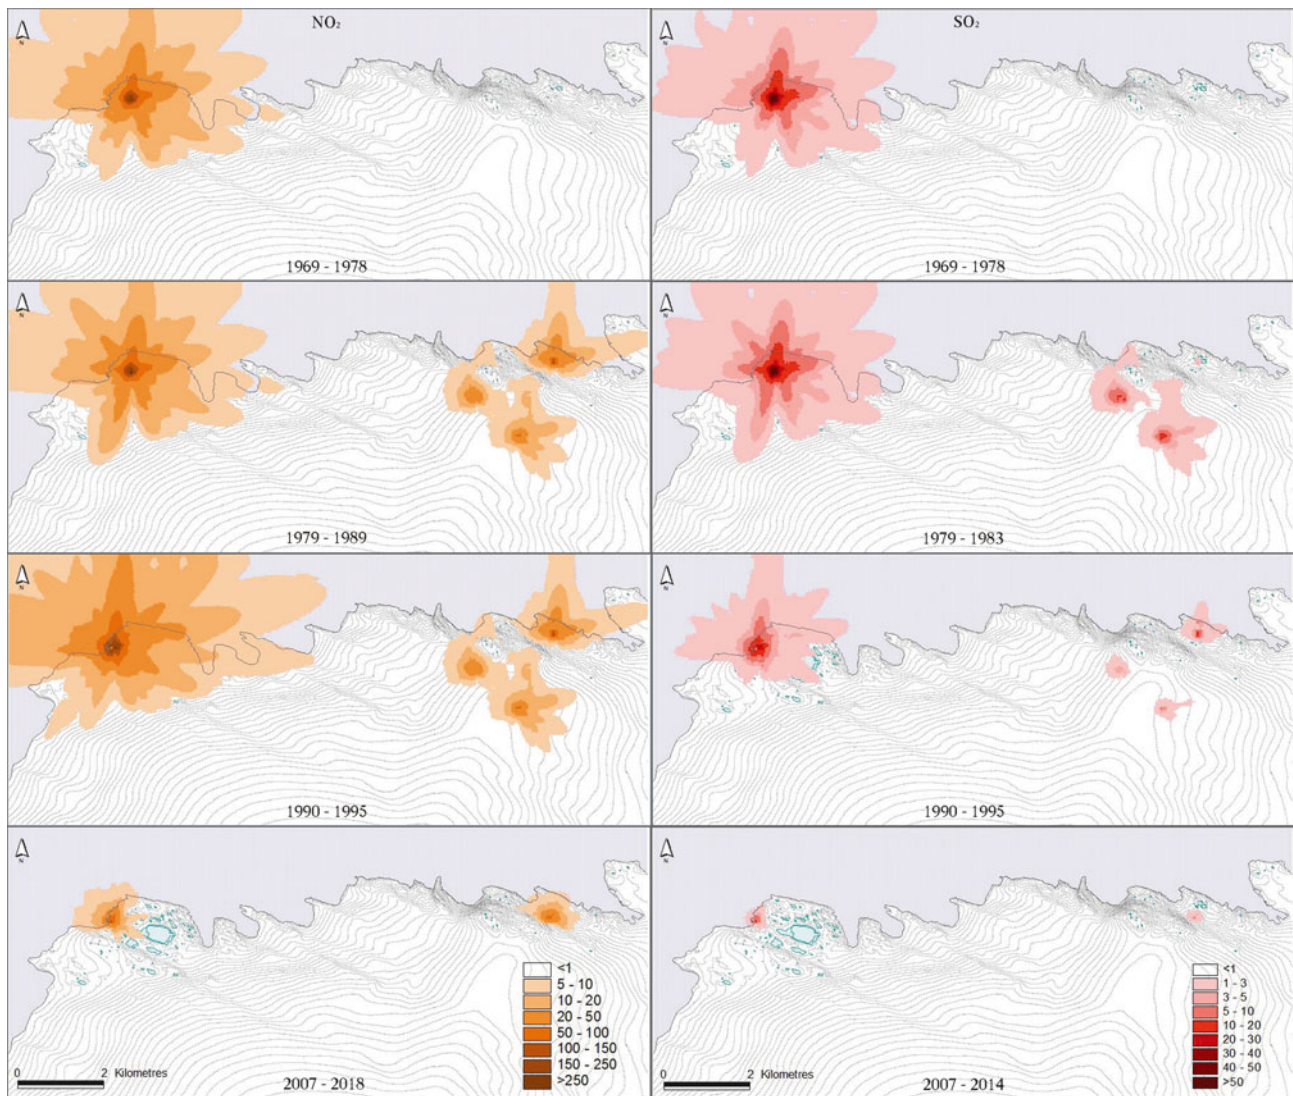 NO₂
SO₂
N
N
1969 - 1978
1969 - 1978
N
N
1979 - 1989
1979 - 1983
N
N
1990 - 1995
1990 - 1995
N
N
<1
5 - 10
10 - 20
20 - 50
50 - 100
100 - 150
150 - 250
>250
0 2 Kilometres
2007 - 2018
<1
1 - 3
3 - 5
5 - 10
10 - 20
20 - 30
30 - 40
40 - 50
>50
0 2 Kilometres
2007 - 2014